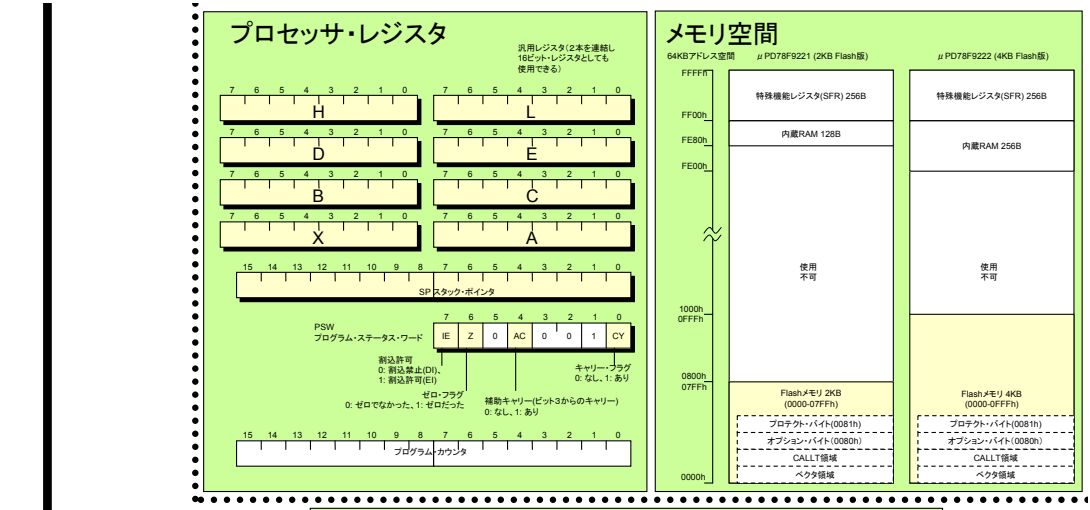 プロセッサ・レジスタ
汎用レジスタ(2本を連結し
16ビット・レジスタとしても
使用できる)
7 6 5 4 3 2 1 0
H
7 6 5 4 3 2 1 0
L
7 6 5 4 3 2 1 0
D
7 6 5 4 3 2 1 0
E
7 6 5 4 3 2 1 0
B
7 6 5 4 3 2 1 0
C
7 6 5 4 3 2 1 0
X
7 6 5 4 3 2 1 0
A
15 14 13 12 11 10 9 8 7 6 5 4 3 2 1 0
SP スタック・ポインタ
7 6 5 4 3 2 1 0
PSW
プログラム・ステータス・ワード
IE Z 0 AC 0 0 1 CY
割込許可
0: 割込禁止(DI)、
1: 割込許可(EI)
キャリー・フラグ
0: なし、1: あり
ゼロ・フラグ
0: ゼロでなかった、1: ゼロだった
補助キャリー(ビット3からのキャリー)
0: なし、1: あり
15 14 13 12 11 10 9 8 7 6 5 4 3 2 1 0
プログラム・カウンタ
メモリ空間
64KBアドレス空間
μPD78F9221 (2KB Flash版)
μPD78F9222 (4KB Flash版)
FFFFh
特殊機能レジスタ(SFR) 256B
特殊機能レジスタ(SFR) 256B
FF00h
内蔵RAM 128B
内蔵RAM 256B
FE80h
FE00h
使用
不可
使用
不可
1000h
0FFFh
0800h
07FFh
Flashメモリ 2KB
(0000-07FFh)
Flashメモリ 4KB
(0000-0FFFh)
プロテクト・バイト(0081h)
プロテクト・バイト(0081h)
オプション・バイト(0080h)
オプション・バイト(0080h)
CALLT領域
CALLT領域
0000h
ベクタ領域
ベクタ領域